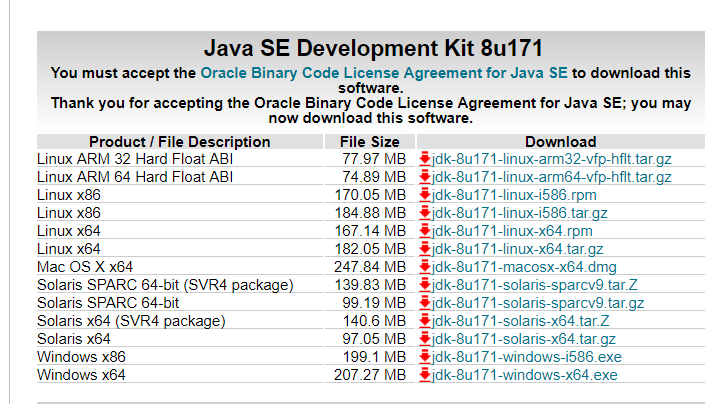 Java SE Development Kit 8u171
You must accept the Oracle Binary Code License Agreement for Java SE to download this
software.
Thank you for accepting the Oracle Binary Code License Agreement for Java SE; you may
now download this software.
Product / File Description File Size Download
Linux ARM 32 Hard Float ABI 77.97 MB jdk-8u171-linux-arm32-vfp-hflt.tar.gz
Linux ARM 64 Hard Float ABI 74.89 MB jdk-8u171-linux-arm64-vfp-hflt.tar.gz
Linux x86 170.05 MB jdk-8u171-linux-i586.rpm
Linux x86 184.88 MB jdk-8u171-linux-i586.tar.gz
Linux x64 167.14 MB jdk-8u171-linux-x64.rpm
Linux x64 182.05 MB jdk-8u171-linux-x64.tar.gz
Mac OS X x64 247.84 MB jdk-8u171-macosx-x64.dmg
Solaris SPARC 64-bit (SVR4 package) 139.83 MB jdk-8u171-solaris-sparcv9.tar.Z
Solaris SPARC 64-bit 99.19 MB jdk-8u171-solaris-sparcv9.tar.gz
Solaris x64 (SVR4 package) 140.6 MB jdk-8u171-solaris-x64.tar.Z
Solaris x64 97.05 MB jdk-8u171-solaris-x64.tar.gz
Windows x86 199.1 MB jdk-8u171-windows-i586.exe
Windows x64 207.27 MB jdk-8u171-windows-x64.exe